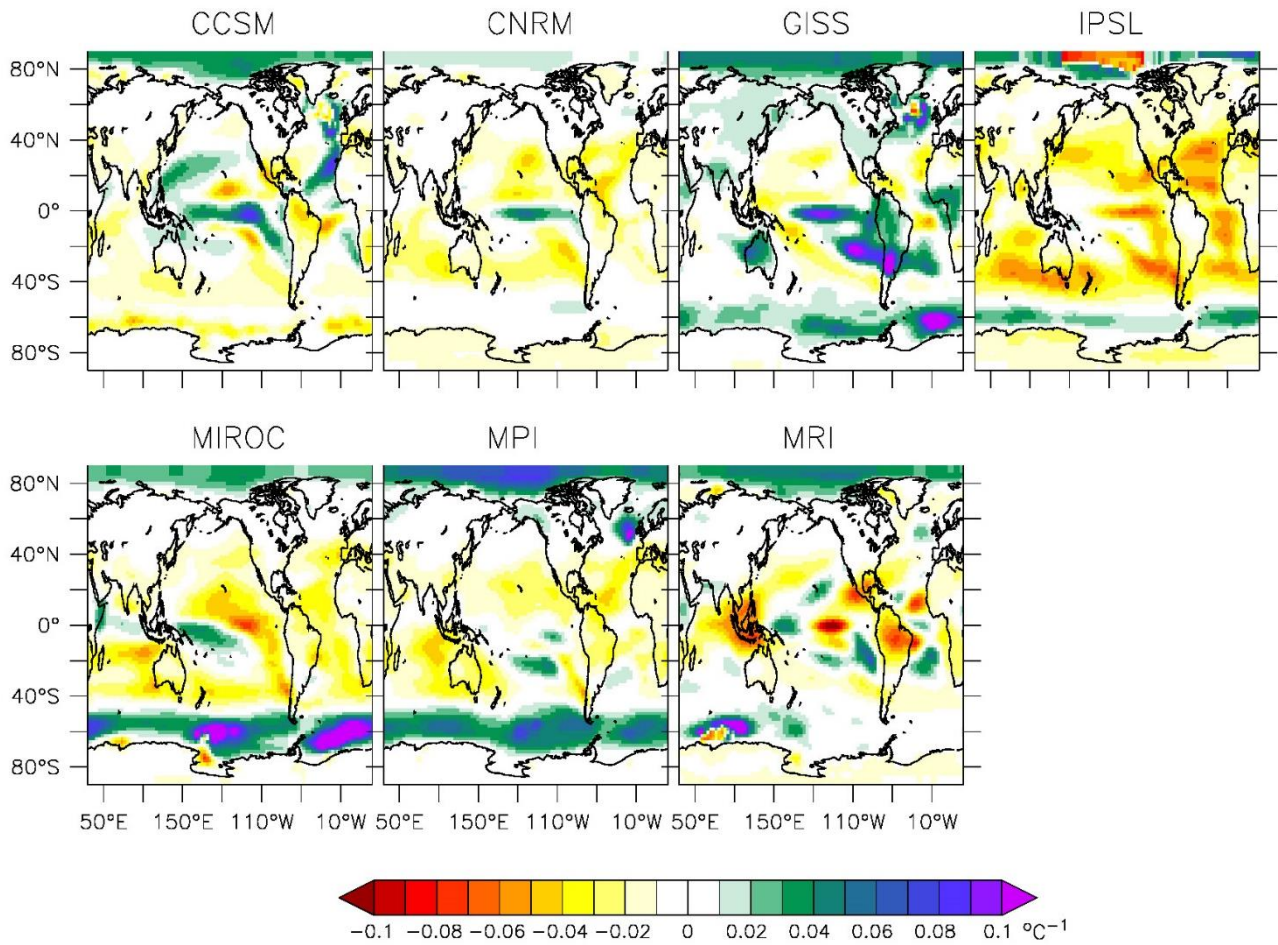 CCSM CNRM GISS IPSL
80°N
40°N
0°
40°S
80°S
MIROC MPI MRI
80°N
40°N
0°
40°S
80°S
50°E 150°E 110°W 10°W 50°E 150°E 110°W 10°W 50°E 150°E 110°W 10°W
−0.1 −0.08 −0.06 −0.04 −0.02 0 0.02 0.04 0.06 0.08 0.1 °C⁻¹